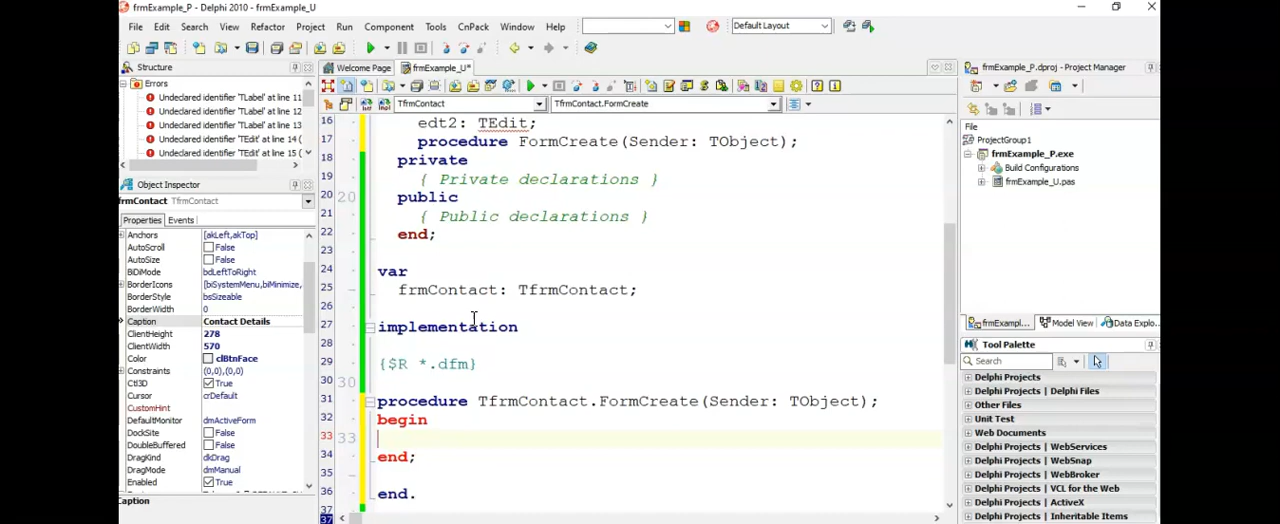 frmExample_P - Delphi 2010 - frmExample_U
File Edit Search View Refactor Project Run Component Tools CnPack Window Help
Default Layout
Structure
Errors
Undeclared identifier 'TLabel' at line 11
Undeclared identifier 'TLabel' at line 12
Undeclared identifier 'TLabel' at line 13
Undeclared identifier 'TEdit' at line 14 (
Undeclared identifier 'TEdit' at line 15 (
Object Inspector
frmContact TfrmContact
Properties Events
Anchors [akLeft,akTop]
AutoScroll False
AutoSize False
BiDiMode bdLeftToRight
BorderIcons [biSystemMenu,biMinimize,
BorderStyle bsSizeable
BorderWidth 0
Caption Contact Details
ClientHeight 278
ClientWidth 570
Color clBtnFace
Constraints (0,0),(0,0)
Ctl3D True
Cursor crDefault
CustomHint
DefaultMonitor dmActiveForm
DockSite False
DoubleBuffered False
DragKind dkDrag
DragMode dmManual
Enabled True
Caption
Welcome Page frmExample_U*
TfrmContact TfrmContact.FormCreate
16 edt2: TEdit;
17 procedure FormCreate(Sender: TObject);
18 private
19 { Private declarations }
20 20 public
21 { Public declarations }
22 end;
23
24 var
25 frmContact: TfrmContact;
26
27 implementation
28
29 {$R *.dfm}
30 30
31 procedure TfrmContact.FormCreate(Sender: TObject);
32 begin
33 33
34 end;
35
36 end.
37
37
frmExample_P.dproj - Project Manager
File
ProjectGroup1
frmExample_P.exe
Build Configurations
frmExample_U.pas
frmExampl... Model View Data Explo...
Tool Palette
Search
Delphi Projects
Delphi Projects | Delphi Files
Other Files
Unit Test
Web Documents
Delphi Projects | WebServices
Delphi Projects | WebSnap
Delphi Projects | WebBroker
Delphi Projects | VCL for the Web
Delphi Projects | ActiveX
Delphi Projects | Inheritable Items